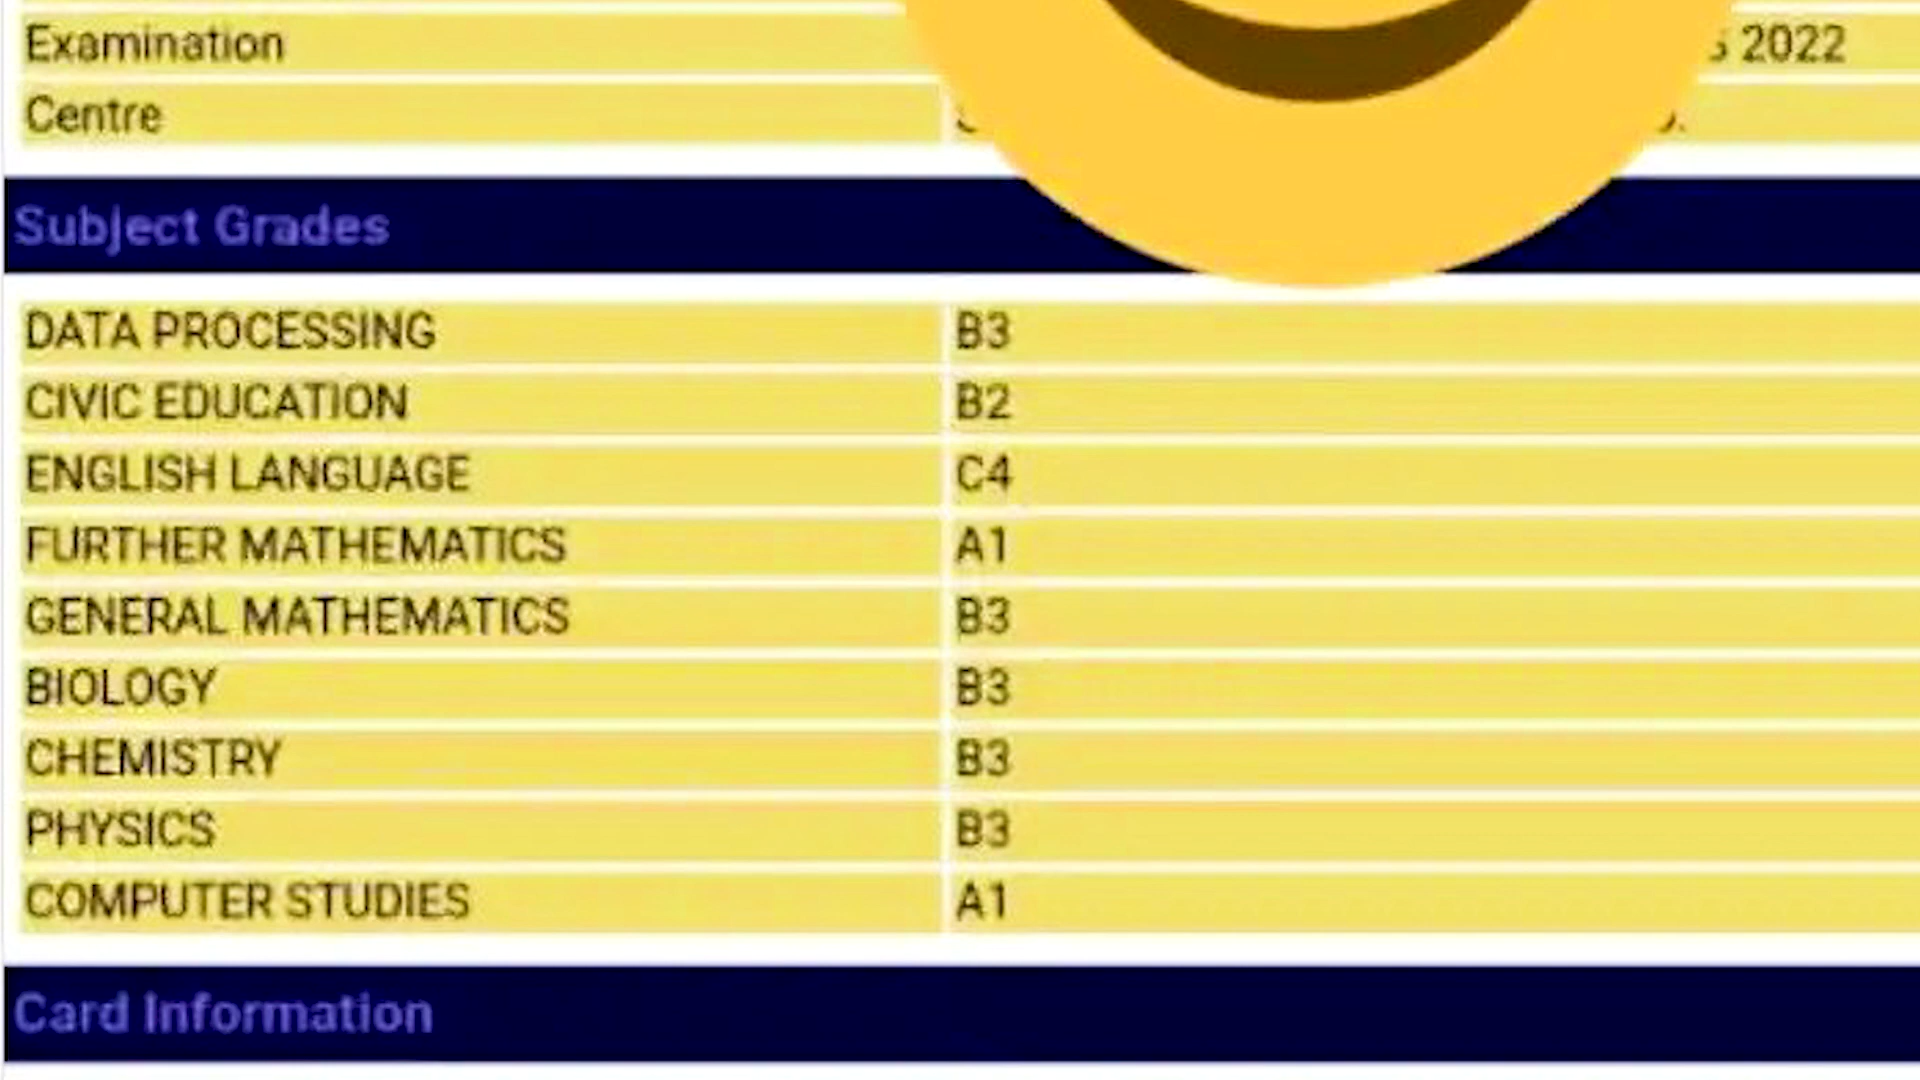 Examination 2022
Centre
Subject Grades
DATA PROCESSING B3
CIVIC EDUCATION B2
ENGLISH LANGUAGE C4
FURTHER MATHEMATICS A1
GENERAL MATHEMATICS B3
BIOLOGY B3
CHEMISTRY B3
PHYSICS B3
COMPUTER STUDIES A1
Card Information